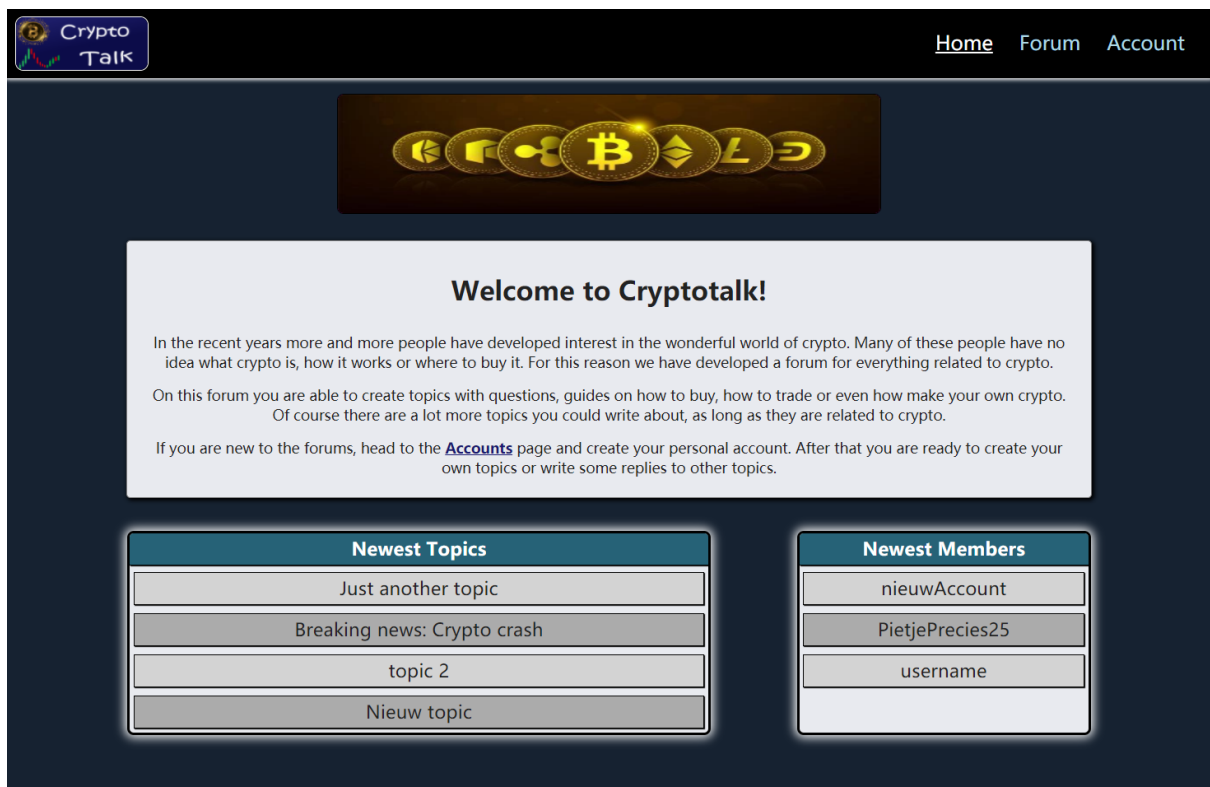 Crypto
Talk
Home Forum Account
Welcome to Cryptotalk!
In the recent years more and more people have developed interest in the wonderful world of crypto. Many of these people have no
idea what crypto is, how it works or where to buy it. For this reason we have developed a forum for everything related to crypto.
On this forum you are able to create topics with questions, guides on how to buy, how to trade or even how make your own crypto.
Of course there are a lot more topics you could write about, as long as they are related to crypto.
If you are new to the forums, head to the Accounts page and create your personal account. After that you are ready to create your
own topics or write some replies to other topics.
Newest Topics
Just another topic
Breaking news: Crypto crash
topic 2
Nieuw topic
Newest Members
nieuwAccount
PietjePrecies25
username